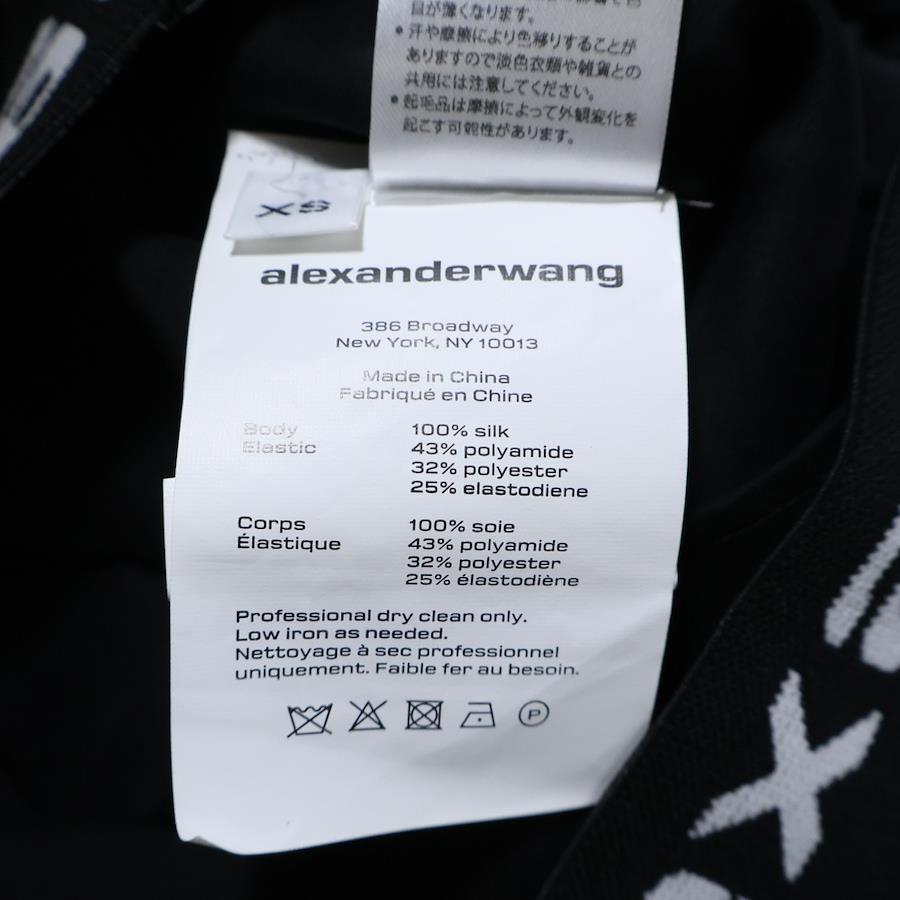 目が薄くなります。
• 汗や摩擦により色移りすることが
ありますので淡色衣類や雑貨との
共用には注意してください。
• 起毛品は摩擦によって外観変化を
起こす可能性があります。
XS
alexanderwang
386 Broadway
New York, NY 10013
Made in China
Fabriqué en Chine
Body 100% silk
Elastic 43% polyamide
32% polyester
25% elastodiene
Corps 100% soie
Élastique 43% polyamide
32% polyester
25% élastodiène
Professional dry clean only.
Low iron as needed.
Nettoyage à sec professionnel
uniquement. Faible fer au besoin.
P
X